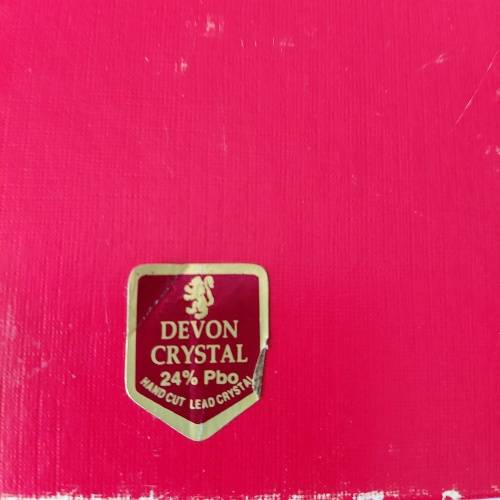 DEVON
CRYSTAL
24% Pbo
HAND CUT LEAD CRYSTAL